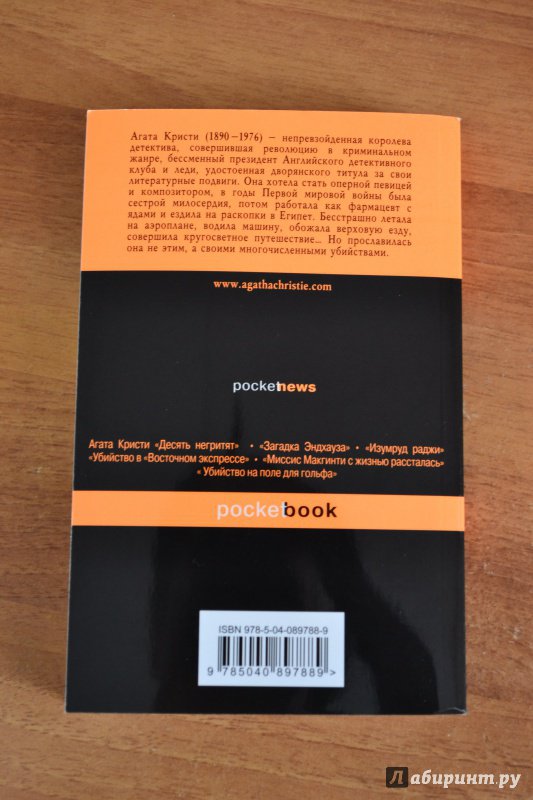 Агата Кристи (1890–1976) – непревзойденная королева
детектива, совершившая революцию в криминальном
жанре, бессменный президент Английского детективного
клуба и леди, удостоенная дворянского титула за свои
литературные подвиги. Она хотела стать оперной певицей
и композитором, в годы Первой мировой войны была
сестрой милосердия, потом работала как фармацевт с
ядами и ездила на раскопки в Египет. Бесстрашно летала
на аэроплане, водила машину, обожала верховую езду,
совершила кругосветное путешествие... Но прославилась
она не этим, а своими многочисленными убийствами.
www.agathachristie.com
pocketnews
Агата Кристи «Десять негритят» • «Загадка Эндхауза» • «Изумруд раджи»
«Убийство в «Восточном экспрессе» • «Миссис Макгинти с жизнью рассталась»
« Убийство на поле для гольфа»
pocketbook
ISBN 978-5-04-089788-9
9 785040 897889 >
Лабиринт.ру